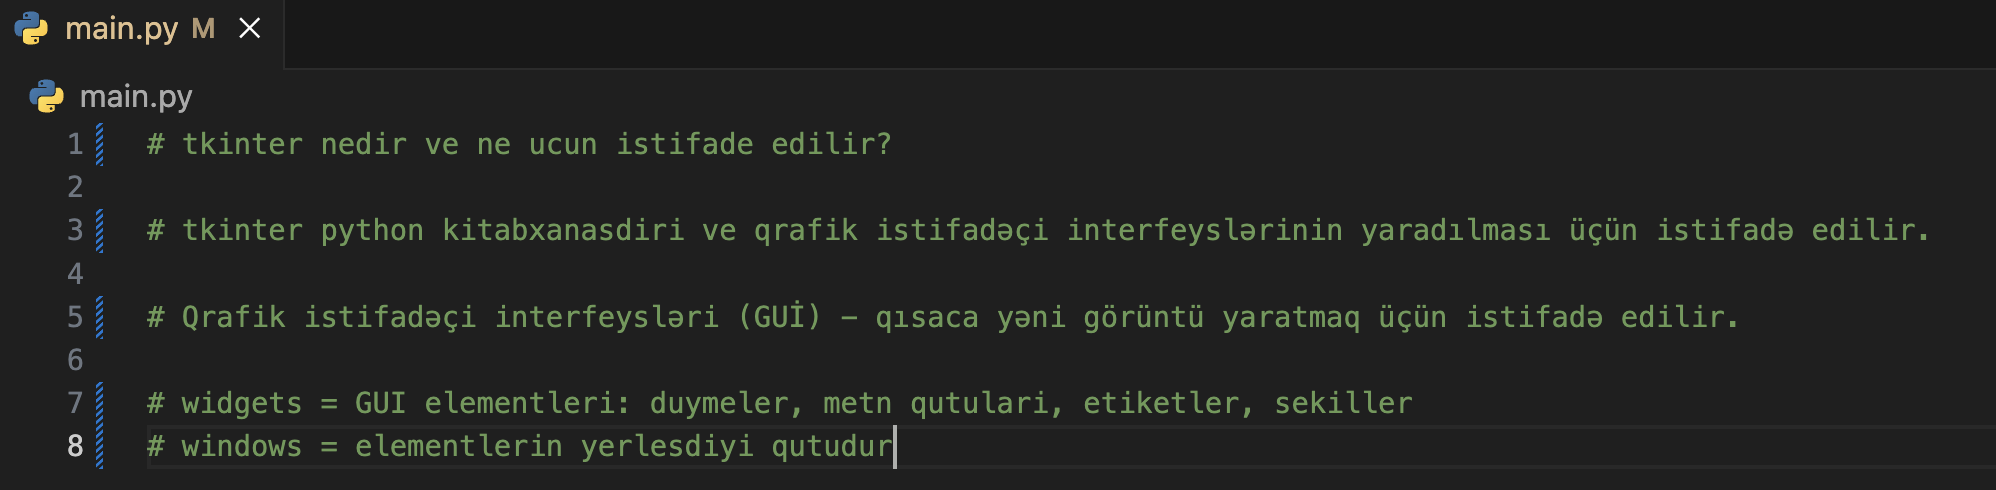 main.py M
main.py
1 # tkinter nedir ve ne ucun istifade edilir?
2
3 # tkinter python kitabxanasdiri ve qrafik istifadəçi interfeyslərinin yaradılması üçün istifadə edilir.
4
5 # Qrafik istifadəçi interfeysləri (GUİ) – qısaca yəni görüntü yaratmaq üçün istifadə edilir.
6
7 # widgets = GUI elementleri: duymeler, metn qutulari, etiketler, sekiller
8 # windows = elementlerin yerlesdiyi qutudur